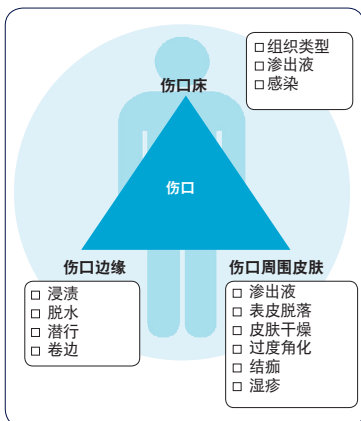 □ 组织类型
□ 渗出液
□ 感染
伤口床
伤口
伤口边缘
□ 浸渍
□ 脱水
□ 潜行
□ 卷边
伤口周围皮肤
□ 渗出液
□ 表皮脱落
□ 皮肤干燥
□ 过度角化
□ 结痂
□ 湿疹